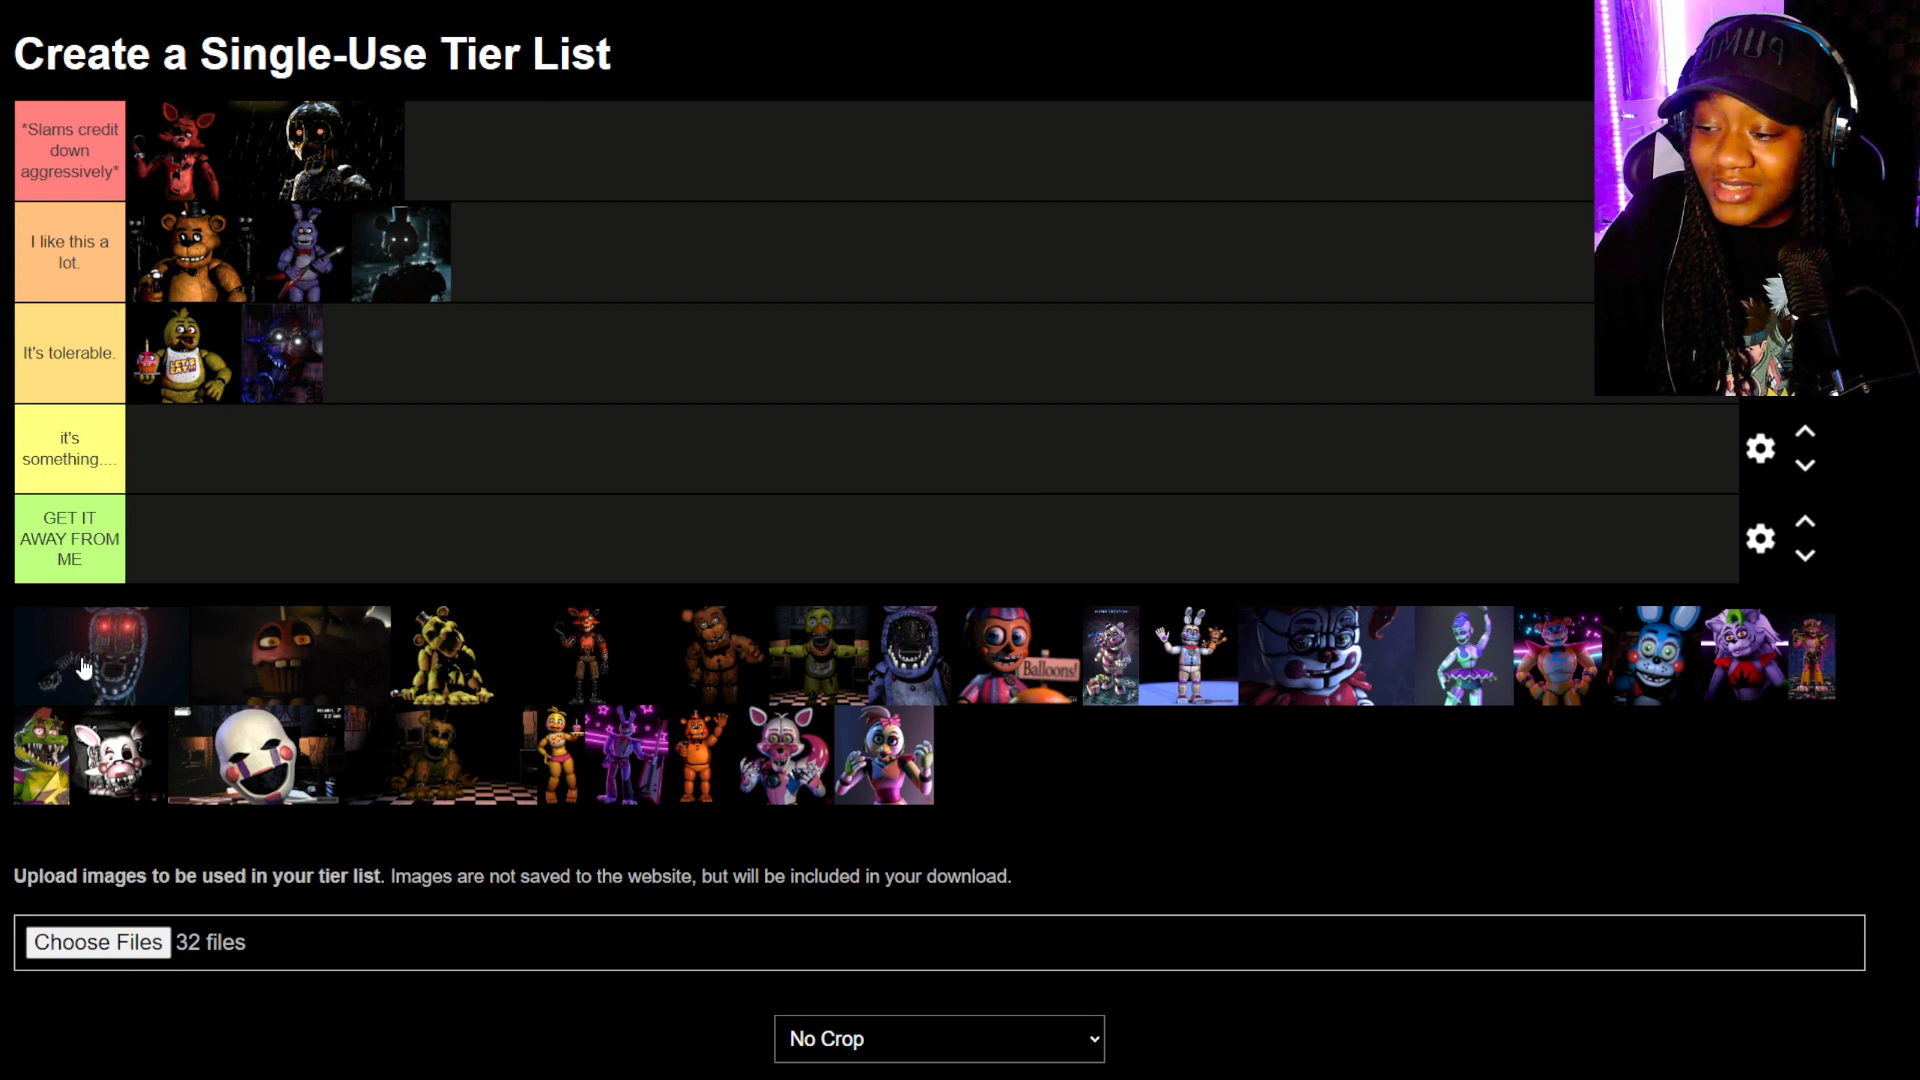 Create a Single-Use Tier List
*Slams credit
down
aggressively*
I like this a
lot.
It's tolerable.
LET'S
EAT!!!
it's
something....
GET IT
AWAY FROM
ME
Balloons!
Upload images to be used in your tier list. Images are not saved to the website, but will be included in your download.
Choose Files 32 files
No Crop